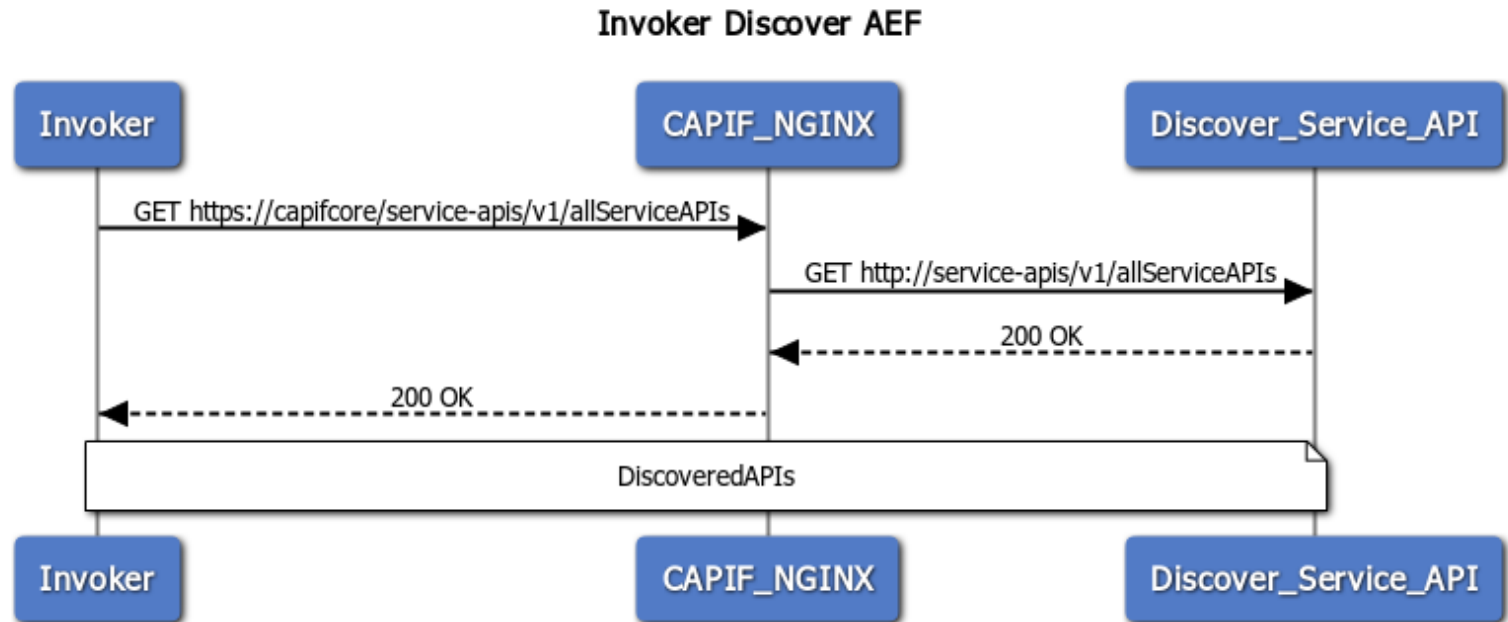 Invoker Discover AEF
Invoker
CAPIF_NGINX
Discover_Service_API
GET https://capifcore/service-apis/v1/allServiceAPIs
GET http://service-apis/v1/allServiceAPIs
200 OK
200 OK
DiscoveredAPIs
Invoker
CAPIF_NGINX
Discover_Service_API